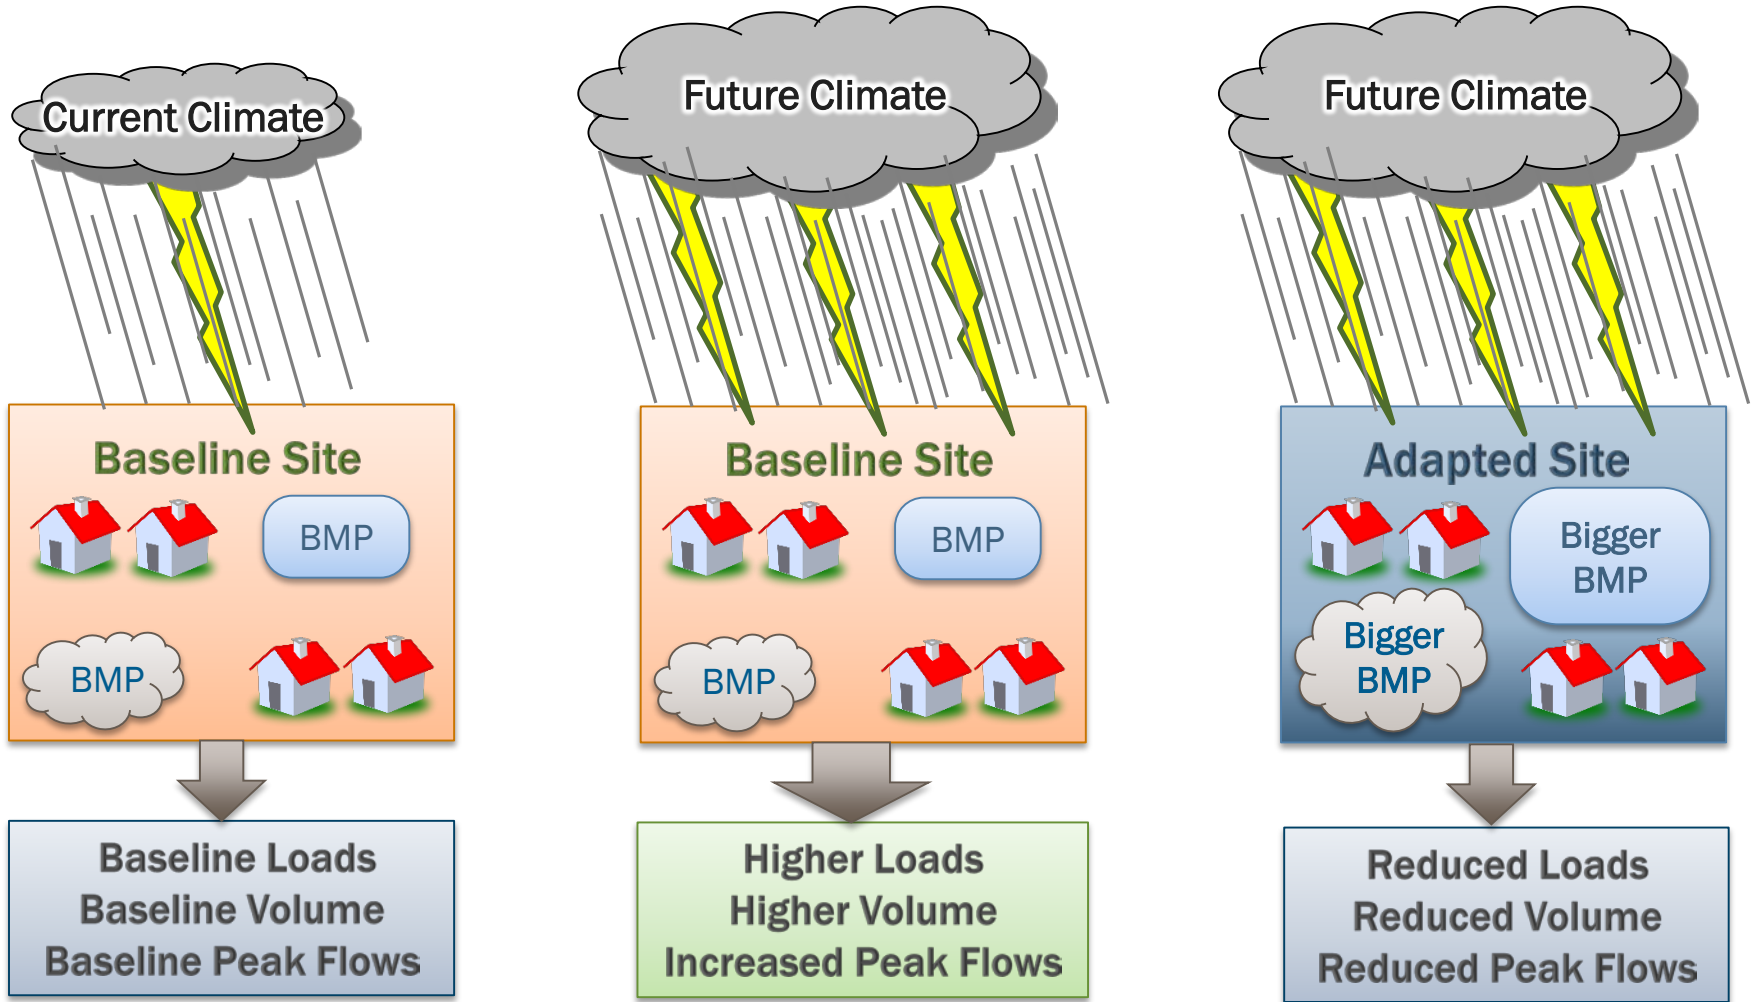 Current Climate
Baseline Site
BMP
BMP
Baseline Loads
Baseline Volume
Baseline Peak Flows
Future Climate
Baseline Site
BMP
BMP
Higher Loads
Higher Volume
Increased Peak Flows
Future Climate
Adapted Site
Bigger
BMP
Bigger
BMP
Reduced Loads
Reduced Volume
Reduced Peak Flows